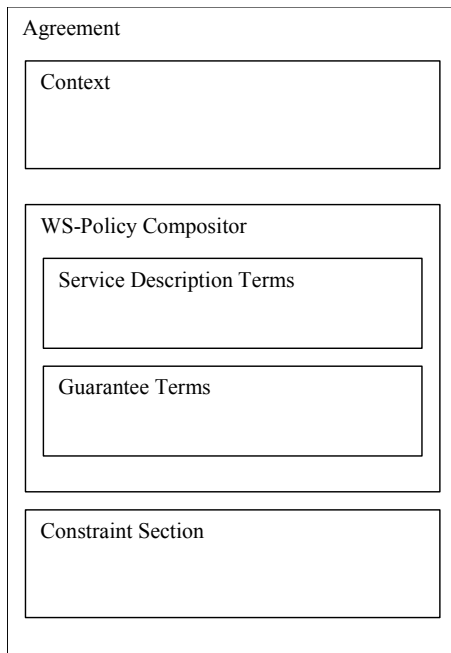 Agreement
Context
WS-Policy Compositor
Service Description Terms
Guarantee Terms
Constraint Section